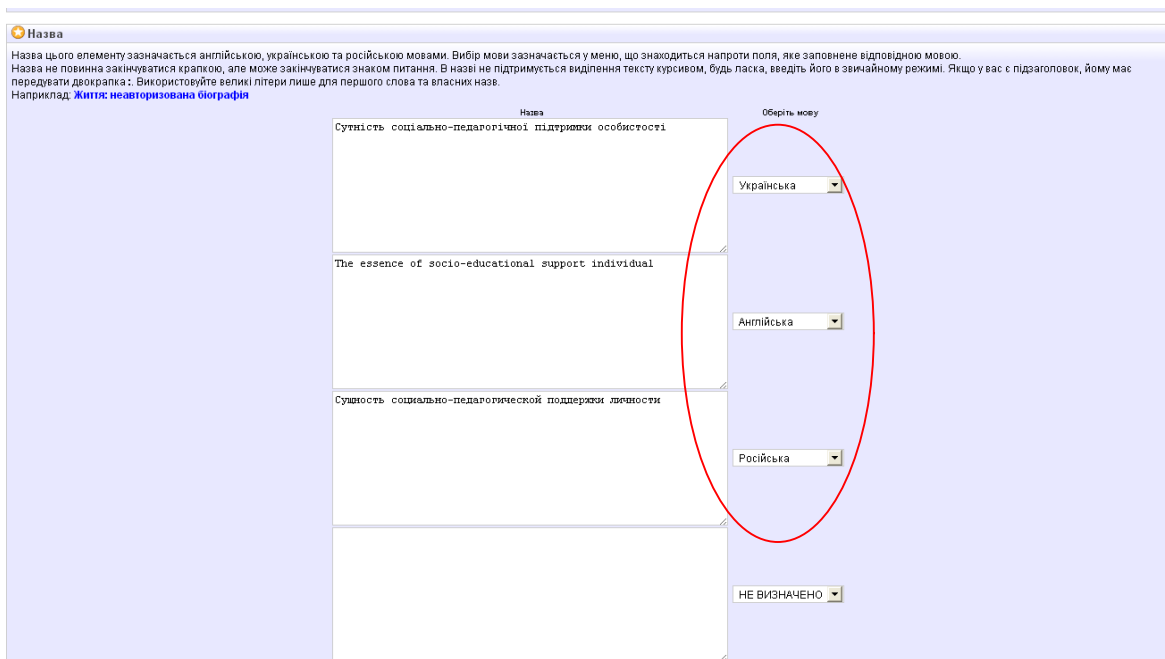 Назва
Назва цього елементу зазначається англійською, українською та російською мовами. Вибір мови зазначається у меню, що знаходиться напроти поля, яке заповнене відповідною мовою.
Назва не повинна закінчуватися крапкою, але може закінчуватися знаком питання. В назві не підтримується виділення тексту курсивом, будь ласка, введіть його в звичайному режимі. Якщо у вас є підзаголовок, йому має
передувати двокрапка :. Використовуйте великі літери лише для першого слова та власних назв.
Наприклад: Життя: неавторизована біографія
Назва Оберіть мову
Сутність соціально-педагогічної підтримки особистості
Українська
The essence of socio-educational support individual
Англійська
Сущность социально-педагогической поддержки личности
Російська
НЕ ВИЗНАЧЕНО